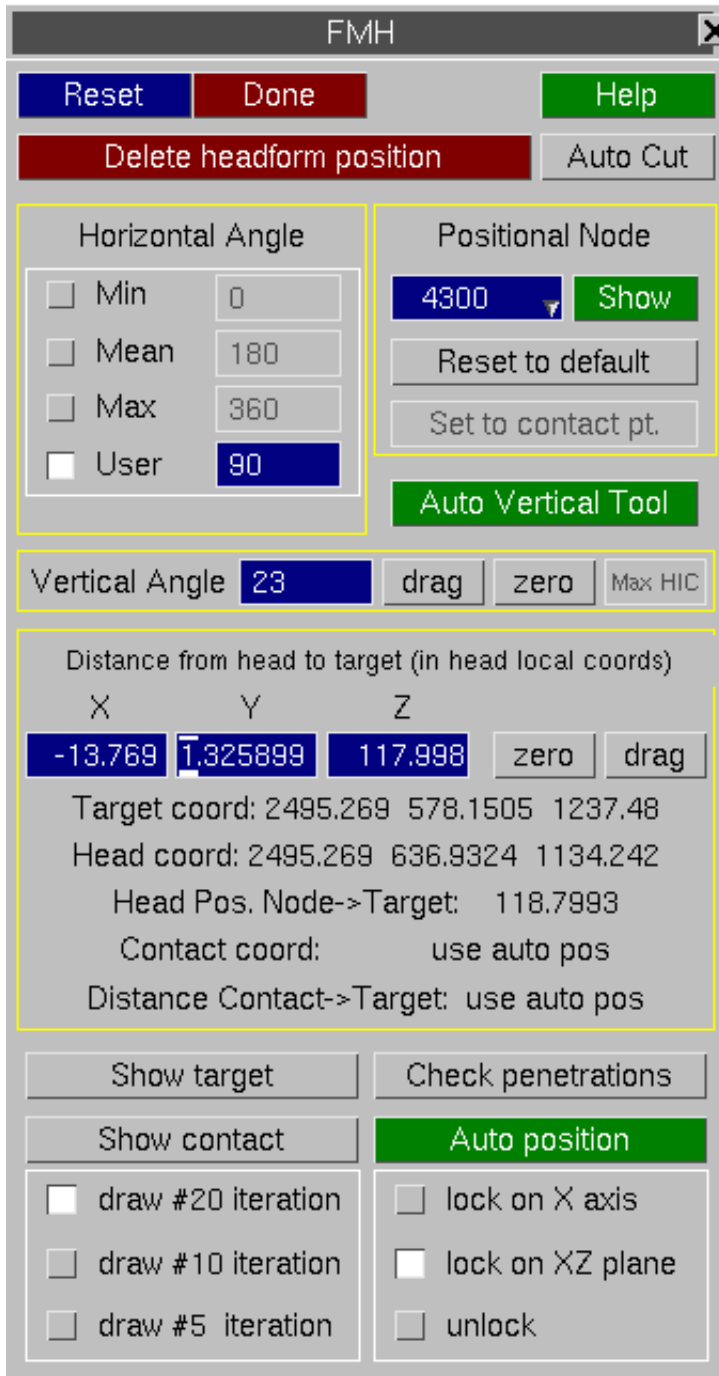 FMH
Reset Done Help
Delete headform position Auto Cut
Horizontal Angle
Min 0
Mean 180
Max 360
User 90
Positional Node
4300 Show
Reset to default
Set to contact pt.
Auto Vertical Tool
Vertical Angle 23 drag zero Max HIC
Distance from head to target (in head local coords)
X Y Z
-13.769 1.325899 117.998 zero drag
Target coord: 2495.269 578.1505 1237.48
Head coord: 2495.269 636.9324 1134.242
Head Pos. Node->Target: 118.7993
Contact coord: use auto pos
Distance Contact->Target: use auto pos
Show target Check penetrations
Show contact Auto position
draw #20 iteration
draw #10 iteration
draw #5 iteration
lock on X axis
lock on XZ plane
unlock